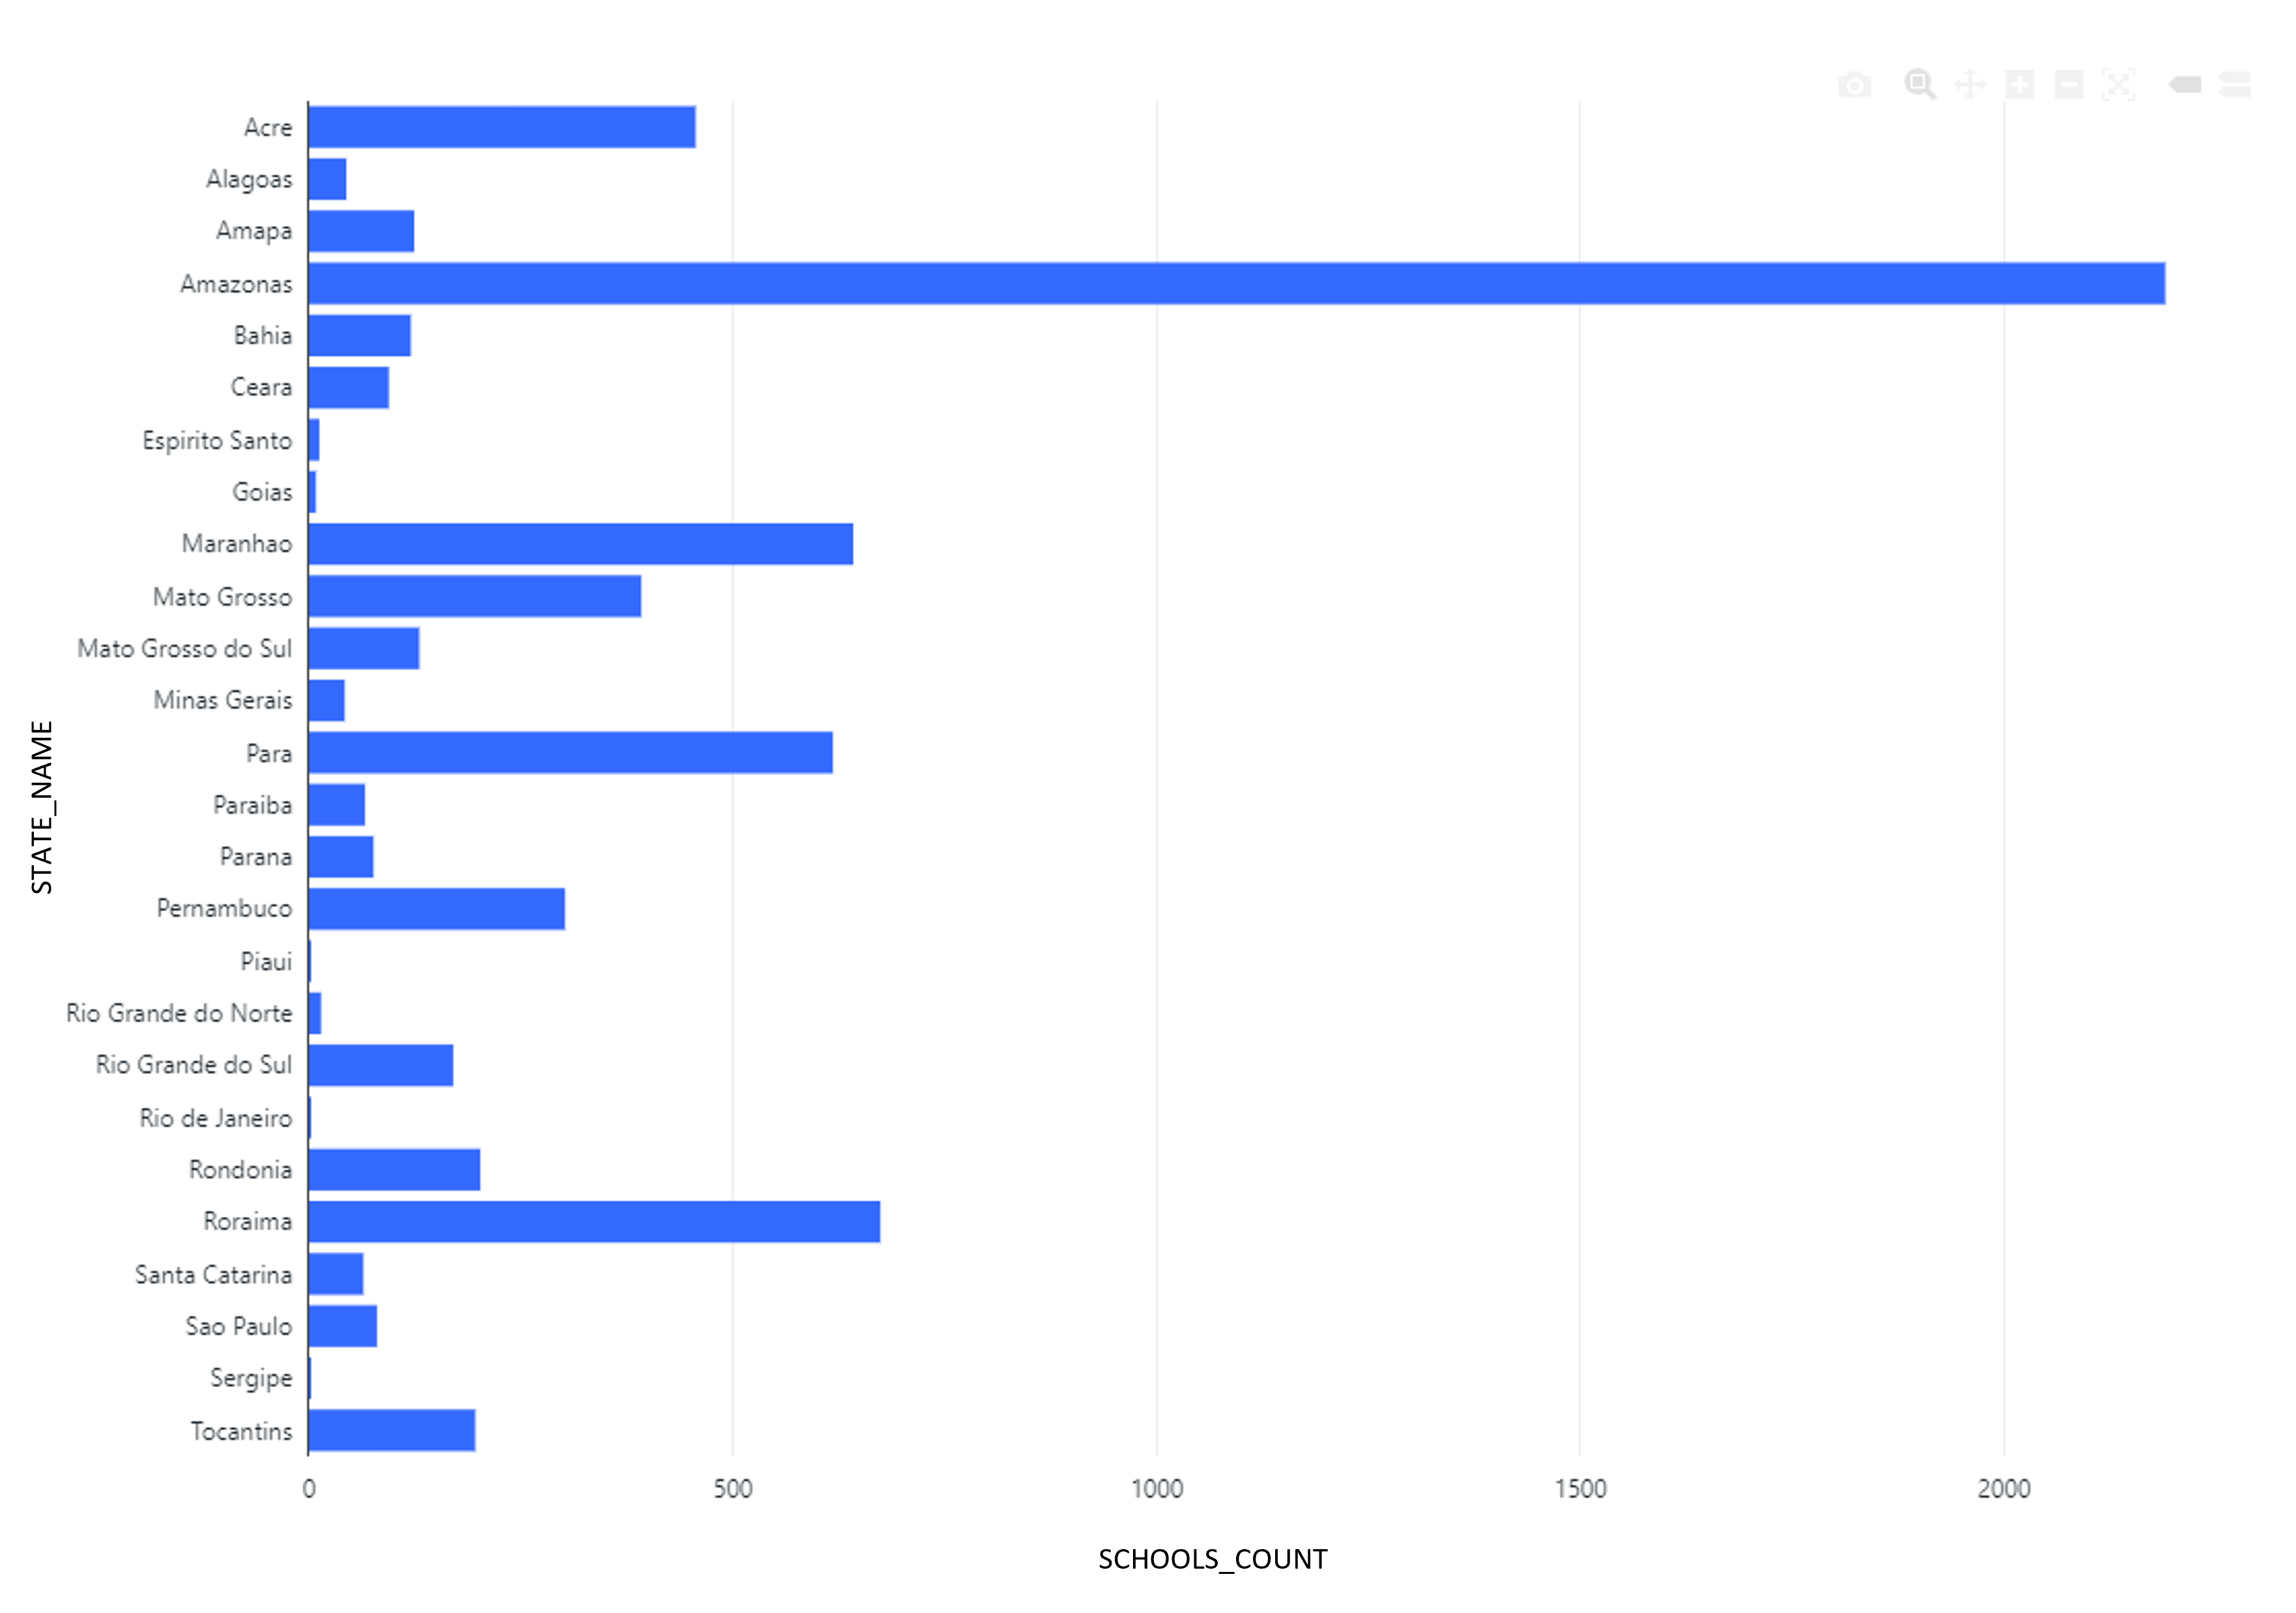 Acre
Alagoas
Amapa
Amazonas
Bahia
Ceara
Espirito Santo
Goias
Maranhao
Mato Grosso
Mato Grosso do Sul
Minas Gerais
Para
Paraiba
Parana
Pernambuco
Piaui
Rio Grande do Norte
Rio Grande do Sul
Rio de Janeiro
Rondonia
Roraima
Santa Catarina
Sao Paulo
Sergipe
Tocantins
STATE_NAME
0 500 1000 1500 2000
SCHOOLS_COUNT